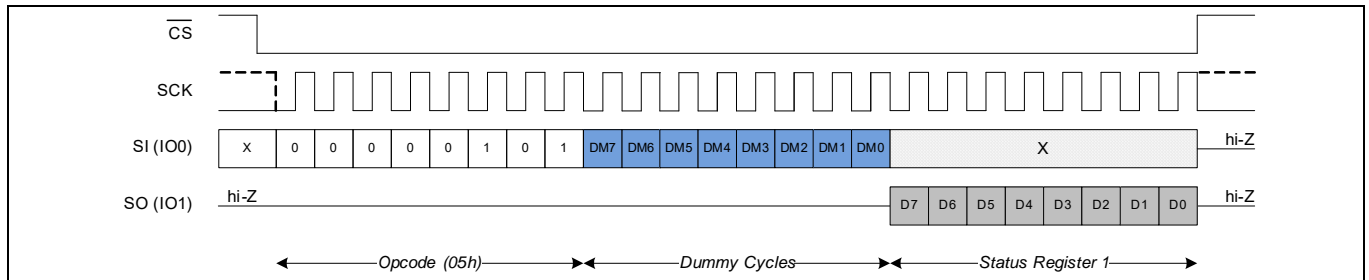 CS
SCK
SI (IO0) X 0 0 0 0 0 1 0 1 DM7 DM6 DM5 DM4 DM3 DM2 DM1 DM0 X hi-Z
SO (IO1) hi-Z D7 D6 D5 D4 D3 D2 D1 D0 hi-Z
Opcode (05h) Dummy Cycles Status Register 1